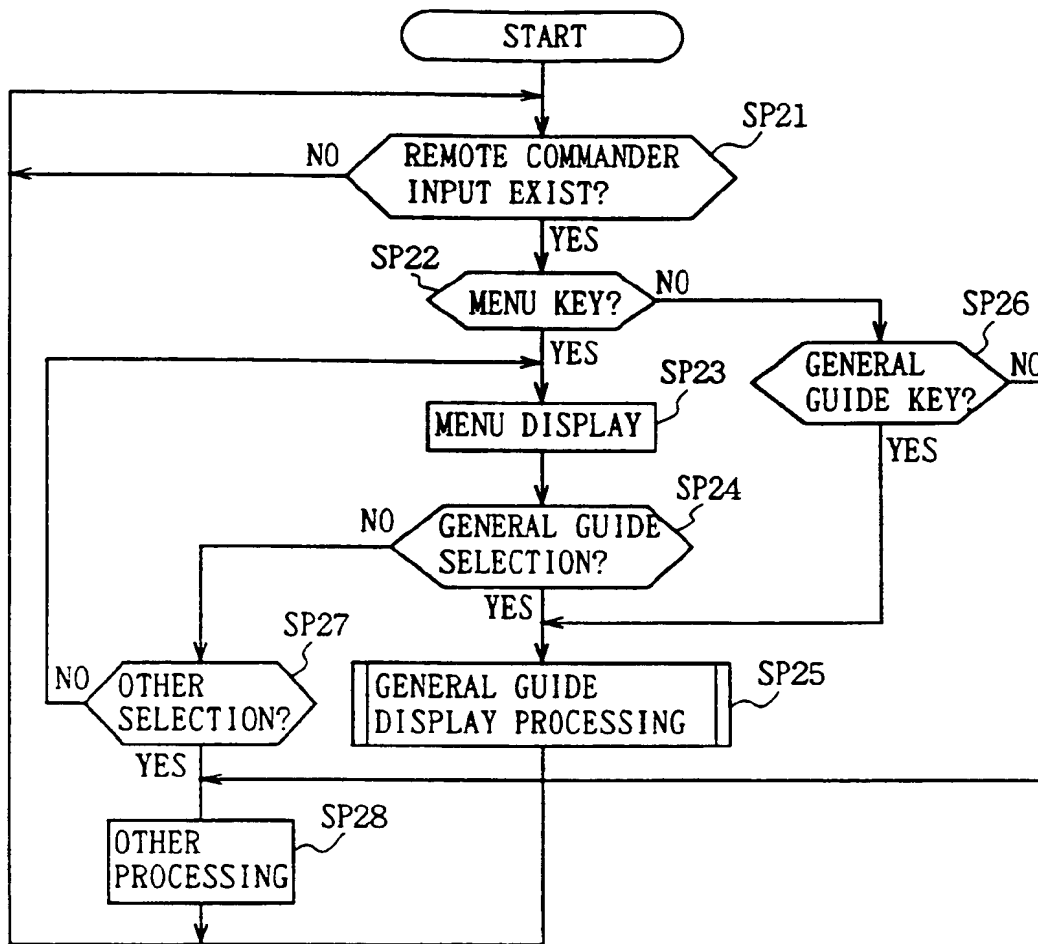 START
SP21
NO
REMOTE COMMANDER
INPUT EXIST?
YES
SP22
MENU KEY?
NO
SP26
YES
GENERAL
GUIDE KEY?
NO
SP23
MENU DISPLAY
YES
SP24
NO
GENERAL GUIDE
SELECTION?
YES
SP27
NO
OTHER
SELECTION?
SP25
GENERAL GUIDE
DISPLAY PROCESSING
YES
SP28
OTHER
PROCESSING